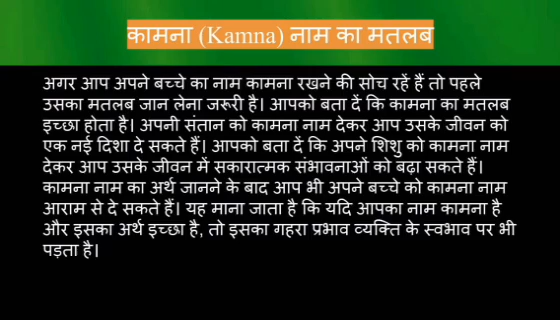 कामना (Kamna) नाम का मतलब
अगर आप अपने बच्चे का नाम कामना रखने की सोच रहें हैं तो पहले
उसका मतलब जान लेना जरूरी है। आपको बता दें कि कामना का मतलब
इच्छा होता है। अपनी संतान को कामना नाम देकर आप उसके जीवन को
एक नई दिशा दे सकते हैं। आपको बता दें कि अपने शिशु को कामना नाम
देकर आप उसके जीवन में सकारात्मक संभावनाओं को बढ़ा सकते हैं।
कामना नाम का अर्थ जानने के बाद आप भी अपने बच्चे को कामना नाम
आराम से दे सकते हैं। यह माना जाता है कि यदि आपका नाम कामना है
और इसका अर्थ इच्छा है, तो इसका गहरा प्रभाव व्यक्ति के स्वभाव पर भी
पड़ता है।